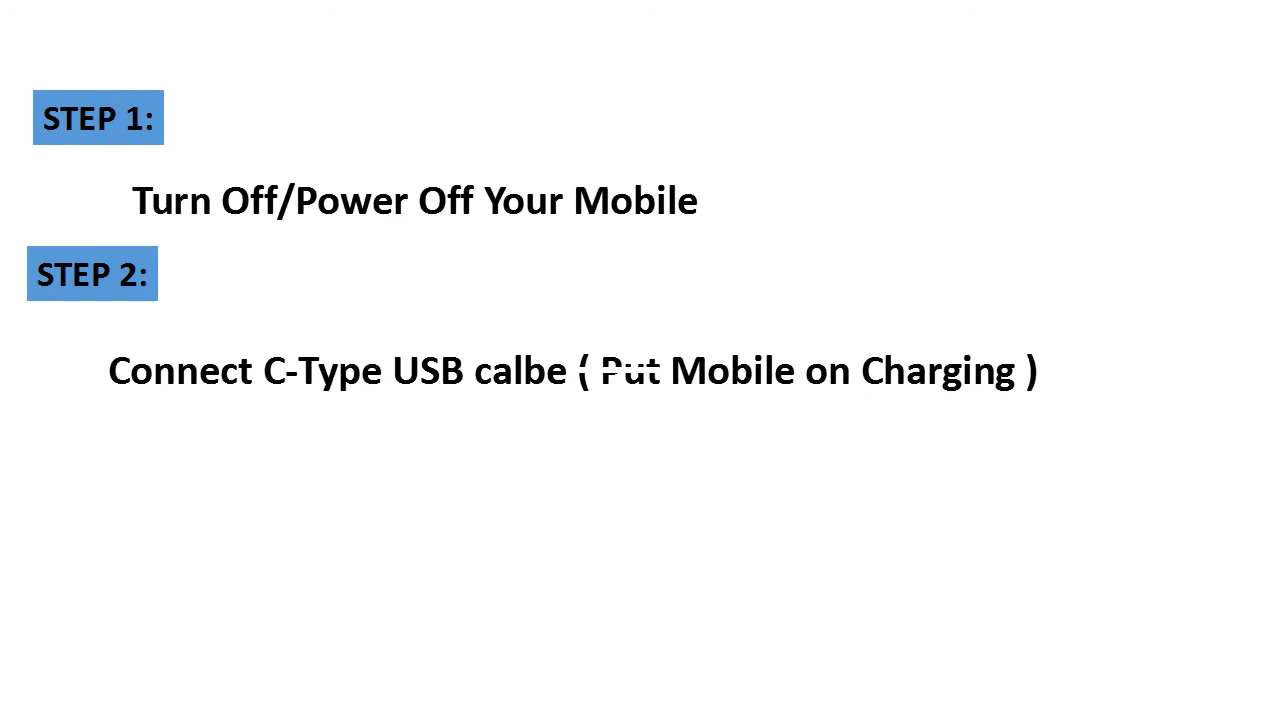 STEP 1:
Turn Off/Power Off Your Mobile
STEP 2:
Connect C-Type USB calbe ( Put Mobile on Charging )